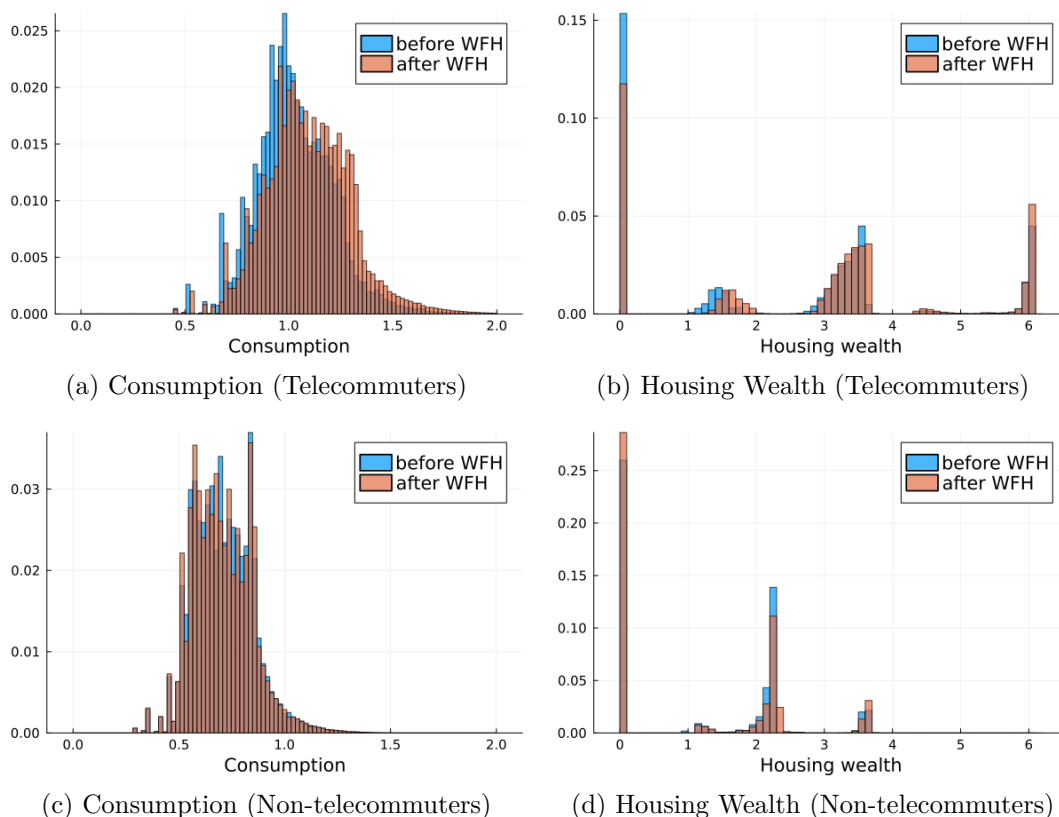 0.025
0.020
0.015
0.010
0.005
0.000
before WFH
after WFH
0.0 0.5 1.0 1.5 2.0
Consumption
(a) Consumption (Telecommuters)
0.15
0.10
0.05
0.00
before WFH
after WFH
0 1 2 3 4 5 6
Housing wealth
(b) Housing Wealth (Telecommuters)
0.03
0.02
0.01
0.00
before WFH
after WFH
0.0 0.5 1.0 1.5 2.0
Consumption
(c) Consumption (Non-telecommuters)
0.25
0.20
0.15
0.10
0.05
0.00
before WFH
after WFH
0 1 2 3 4 5 6
Housing wealth
(d) Housing Wealth (Non-telecommuters)